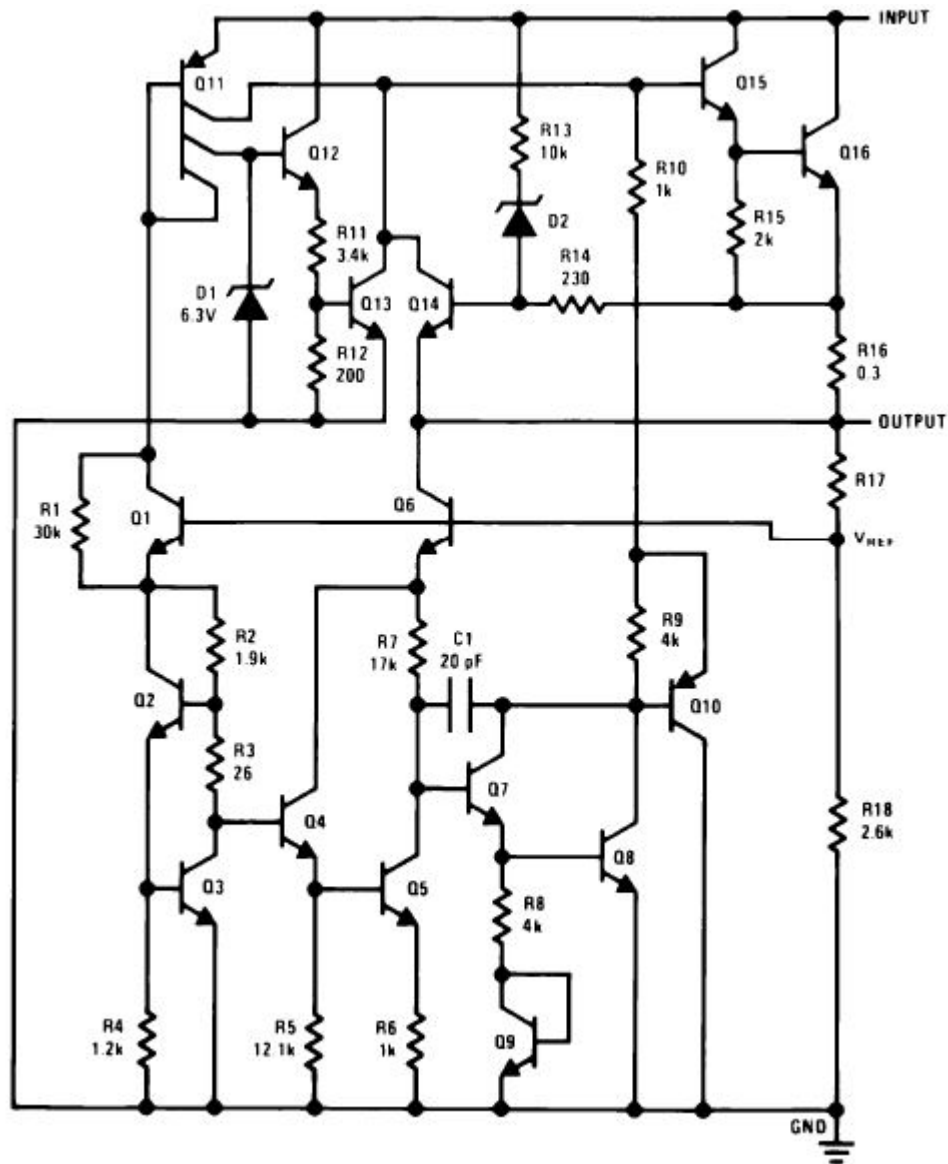 INPUT
Q11
Q15
Q12
R13
10k
R10
1k
Q16
D2
R15
2k
R11
3.4k
R14
230
D1
6.3V
Q13
Q14
R12
200
R16
0.3
OUTPUT
R1
30k
Q1
Q6
R17
VREF
R2
1.9k
R7
17k
C1
20 pF
R9
4k
Q2
Q10
R3
26
Q7
Q4
R18
2.6k
Q8
Q3
Q5
R8
4k
R4
1.2k
R5
12.1k
R6
1k
Q9
GND